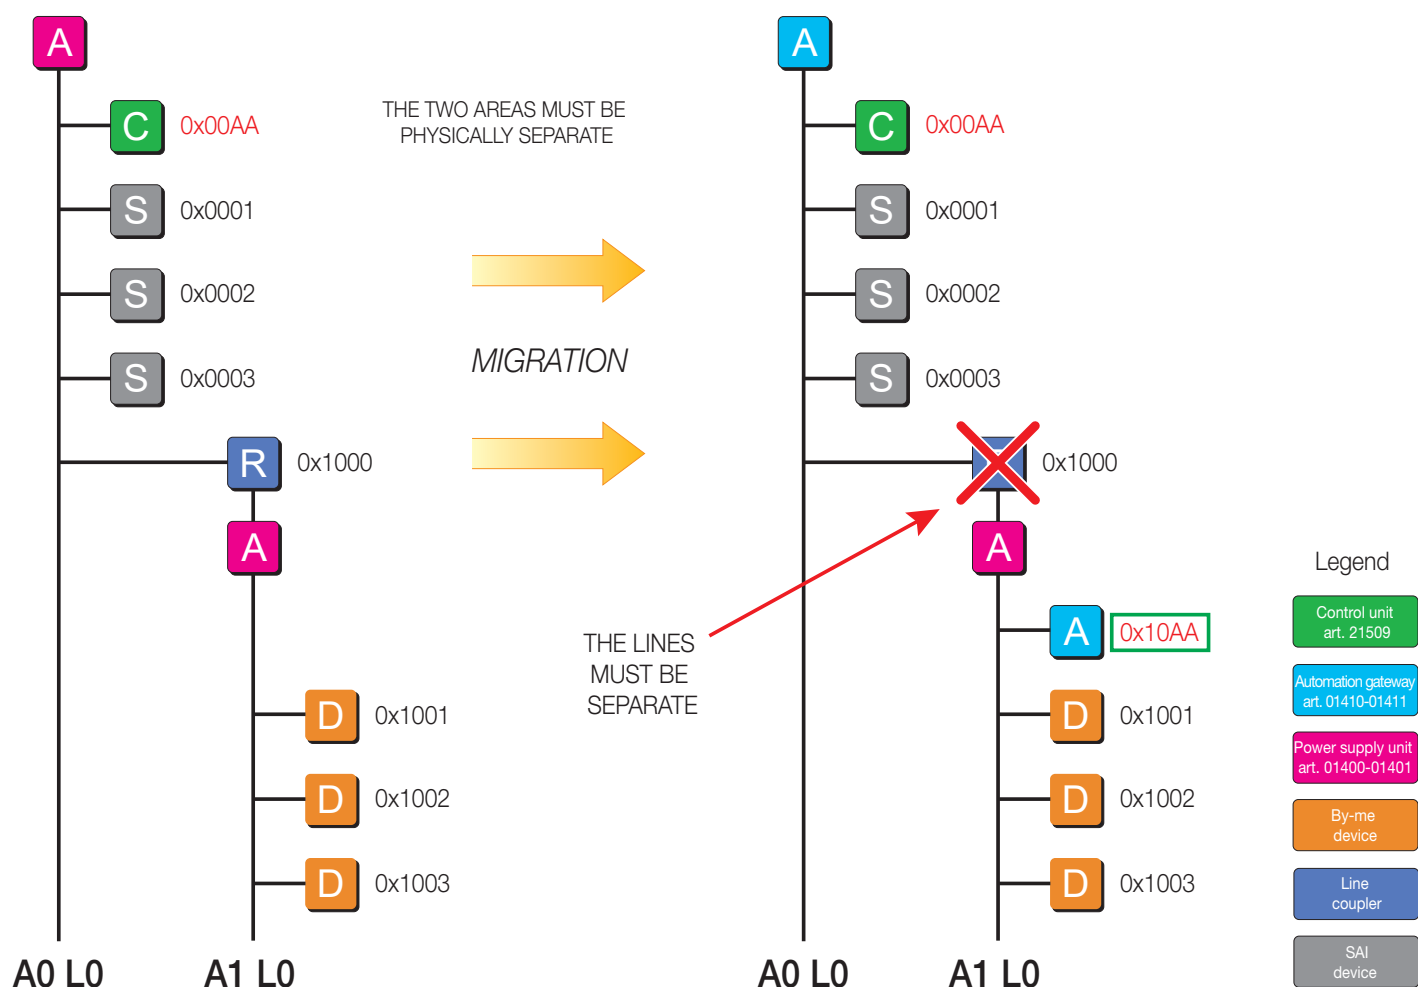 A
C 0x00AA
S 0x0001
S 0x0002
S 0x0003
R 0x1000
A
D 0x1001
D 0x1002
D 0x1003
A0 L0 A1 L0
THE TWO AREAS MUST BE
PHYSICALLY SEPARATE
MIGRATION
A
C 0x00AA
S 0x0001
S 0x0002
S 0x0003
0x1000
A
A 0x10AA
D 0x1001
D 0x1002
D 0x1003
A0 L0 A1 L0
THE LINES
MUST BE
SEPARATE
Legend
Control unit
art. 21509
Automation gateway
art. 01410-01411
Power supply unit
art. 01400-01401
By-me
device
Line
coupler
SAI
device